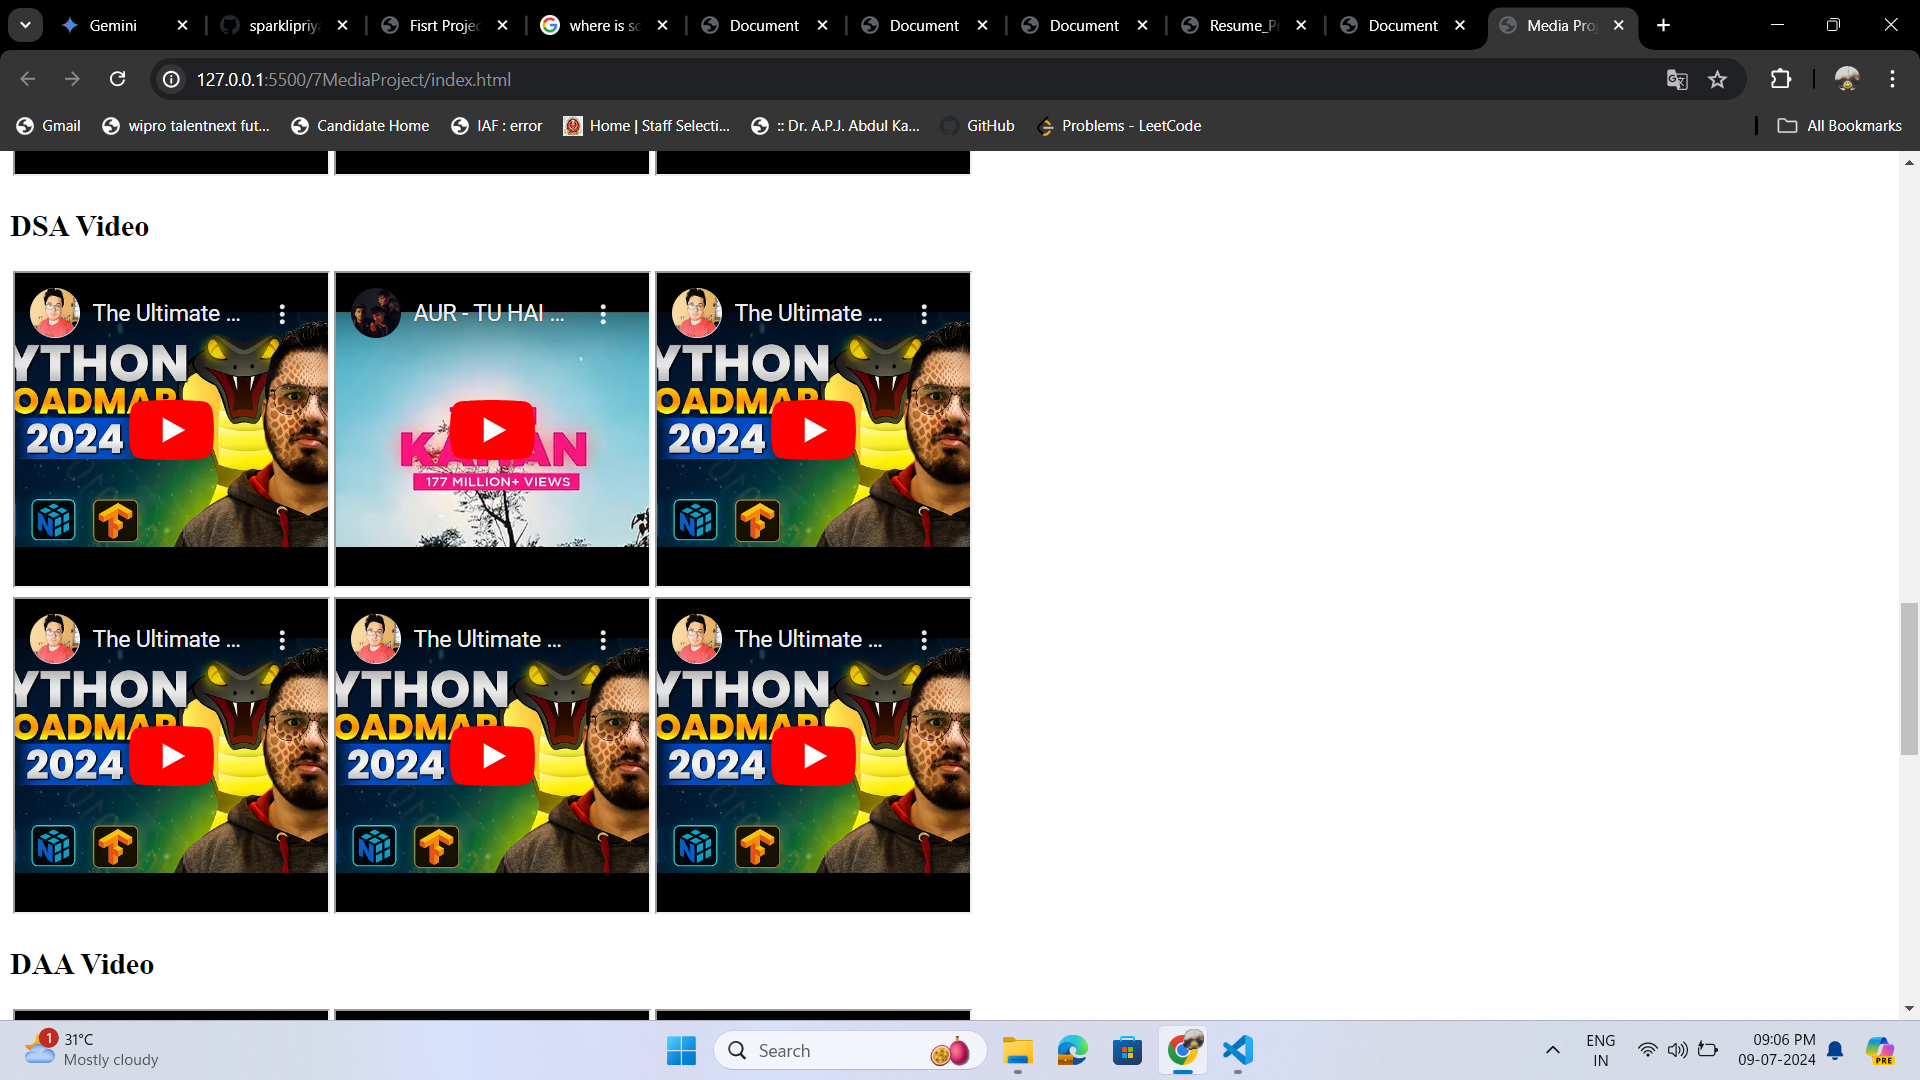 Gemini
sparklipriya
Fisrt Projec
where is sc
Document
Document
Document
Resume_P
Document
Media Proj
127.0.0.1:5500/7MediaProject/index.html
Gmail
wipro talentnext fut...
Candidate Home
IAF : error
Home | Staff Selecti...
:: Dr. A.P.J. Abdul Ka...
GitHub
Problems - LeetCode
All Bookmarks
DSA Video
The Ultimate ...
AUR - TU HAI ...
The Ultimate ...
YTHON
YTHON
OADMAP
OADMAP
2024
2024
177 MILLION+ VIEWS
The Ultimate ...
The Ultimate ...
The Ultimate ...
YTHON
YTHON
YTHON
OADMAP
OADMAP
OADMAP
2024
2024
2024
DAA Video
1
31°C
Mostly cloudy
Search
ENG
IN
09:06 PM
09-07-2024
PRE